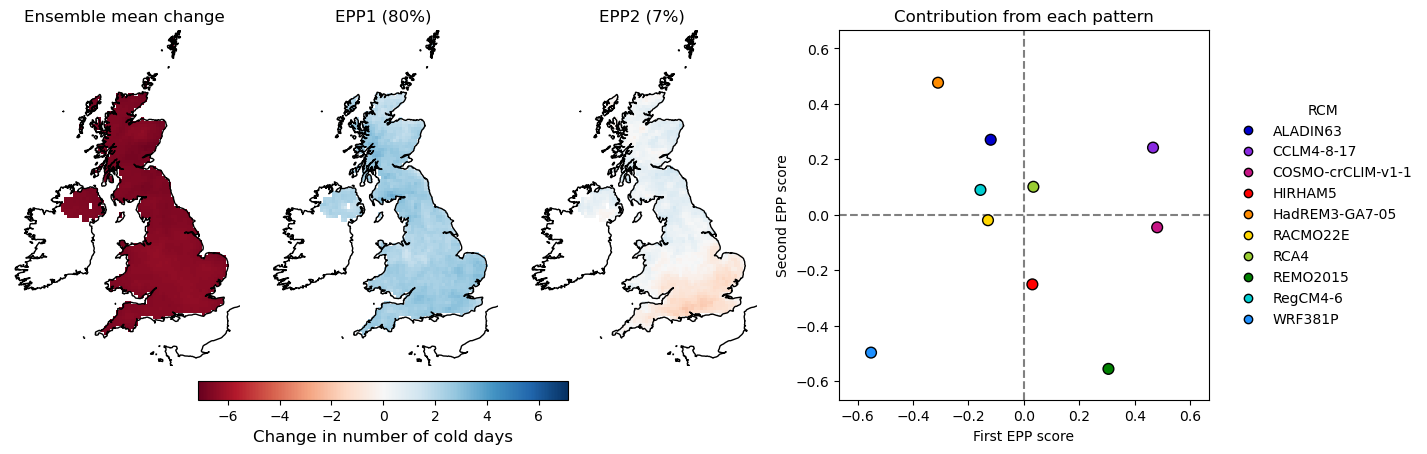 Ensemble mean change
EPP1 (80%)
EPP2 (7%)
−6 −4 −2 0 2 4 6
Change in number of cold days
Contribution from each pattern
Second EPP score
0.6
0.4
0.2
0.0
−0.2
−0.4
−0.6
−0.6 −0.4 −0.2 0.0 0.2 0.4 0.6
First EPP score
RCM
ALADIN63
CCLM4-8-17
COSMO-crCLIM-v1-1
HIRHAM5
HadREM3-GA7-05
RACMO22E
RCA4
REMO2015
RegCM4-6
WRF381P